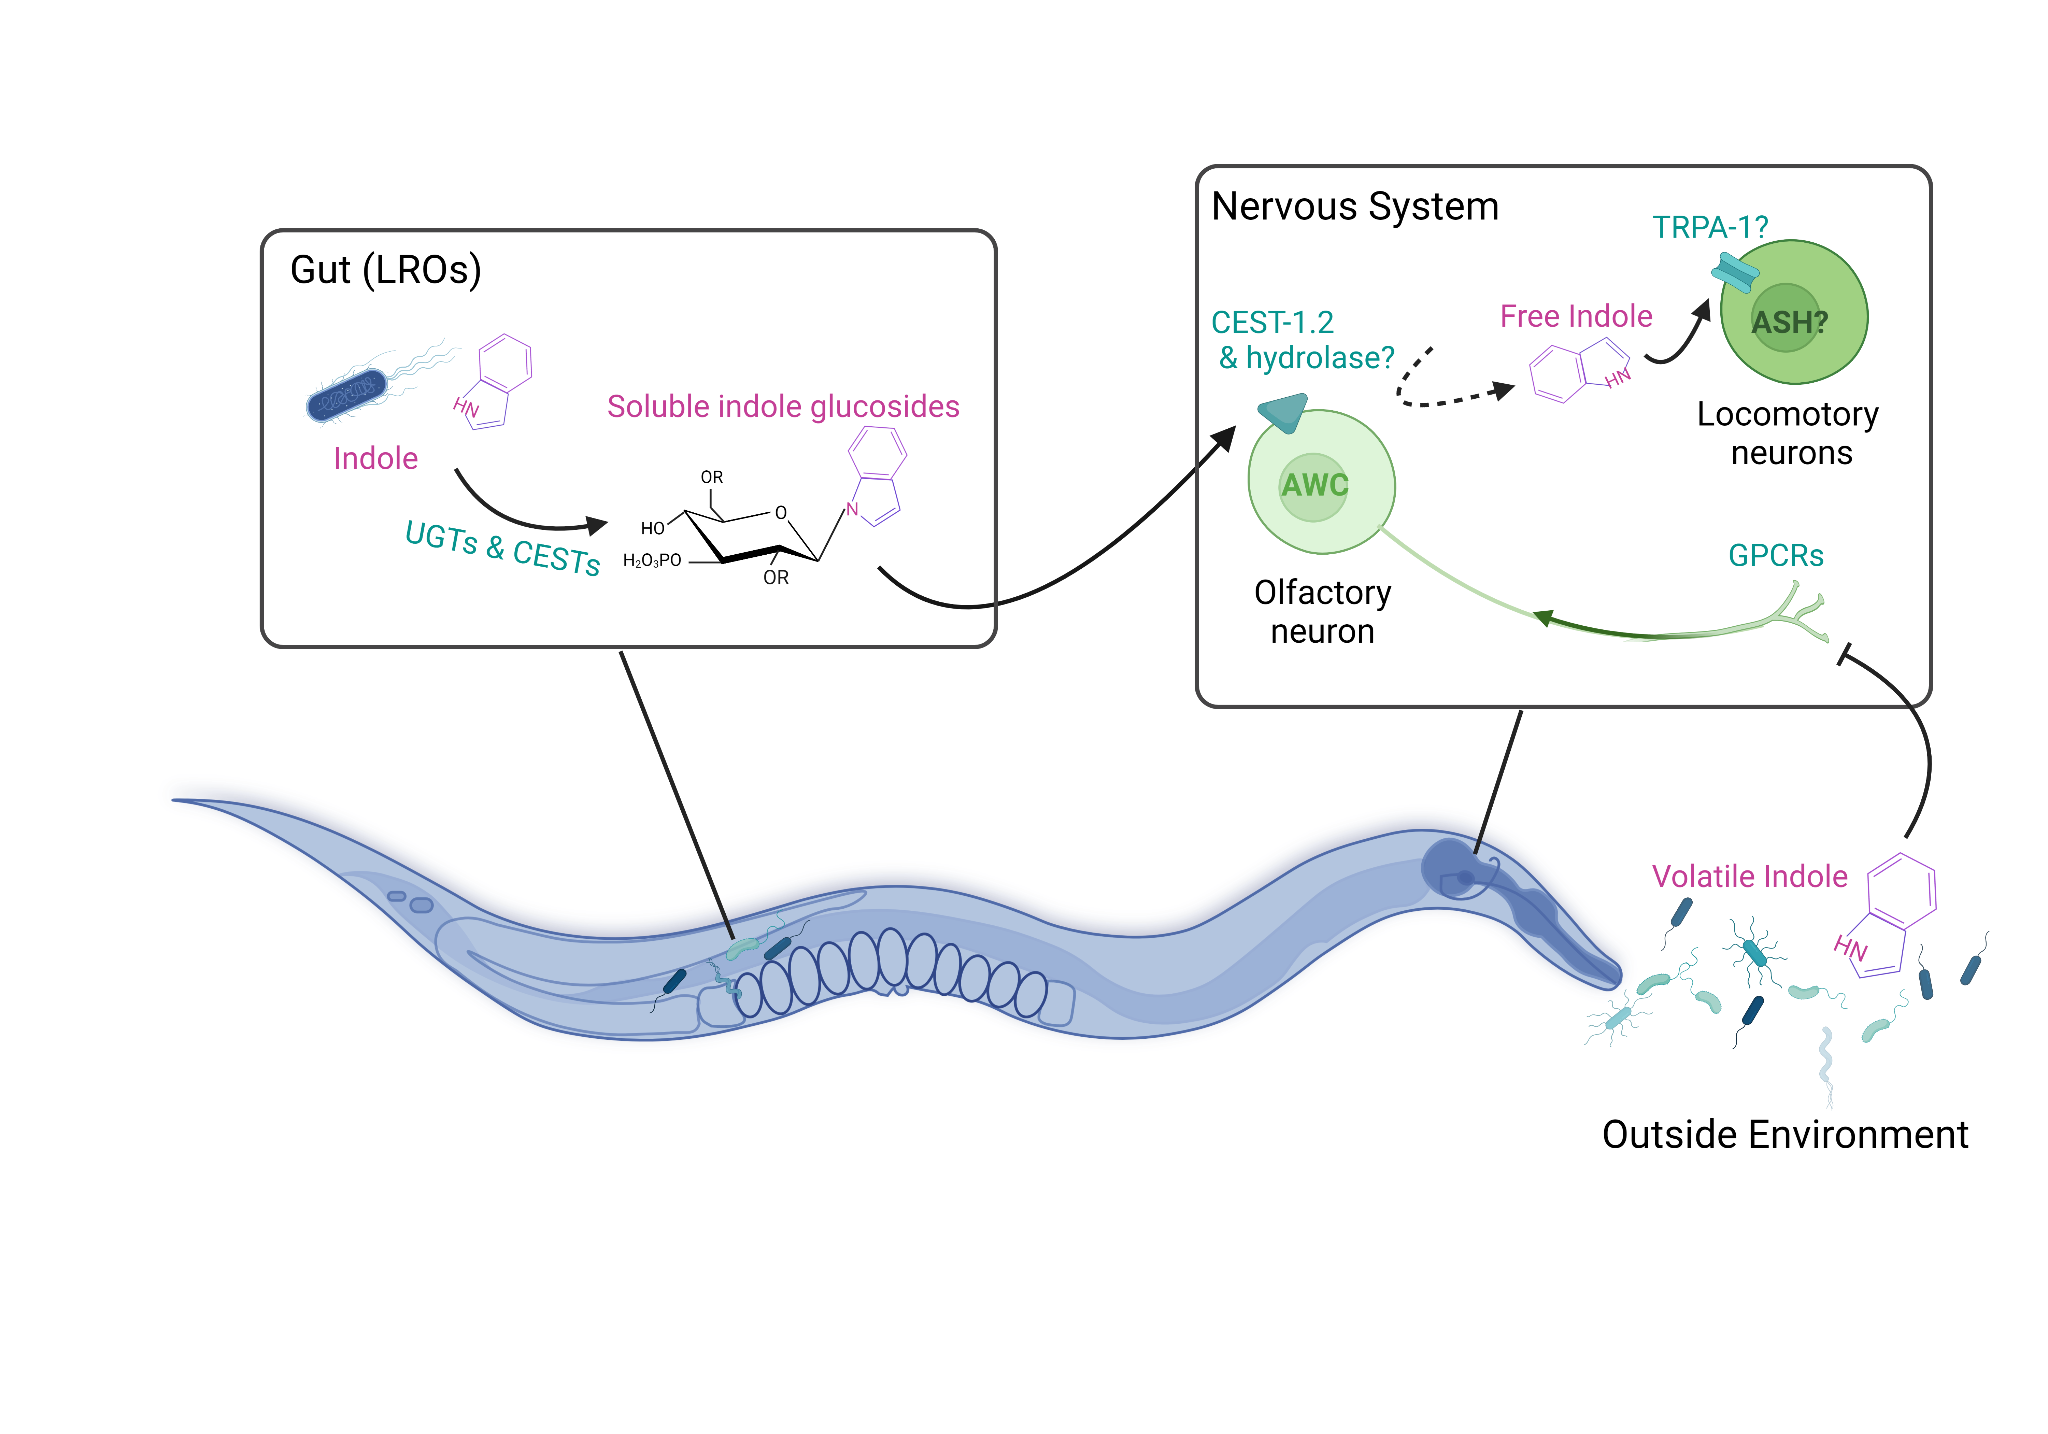 Gut (LROs)
Indole
HN
UGTs & CESTs
Soluble indole glucosides
N
OR
O
HO
H₂O₃PO
OR
Nervous System
TRPA-1?
ASH?
Locomotory
neurons
Free Indole
HN
CEST-1.2
& hydrolase?
AWC
Olfactory
neuron
GPCRs
Volatile Indole
HN
Outside Environment